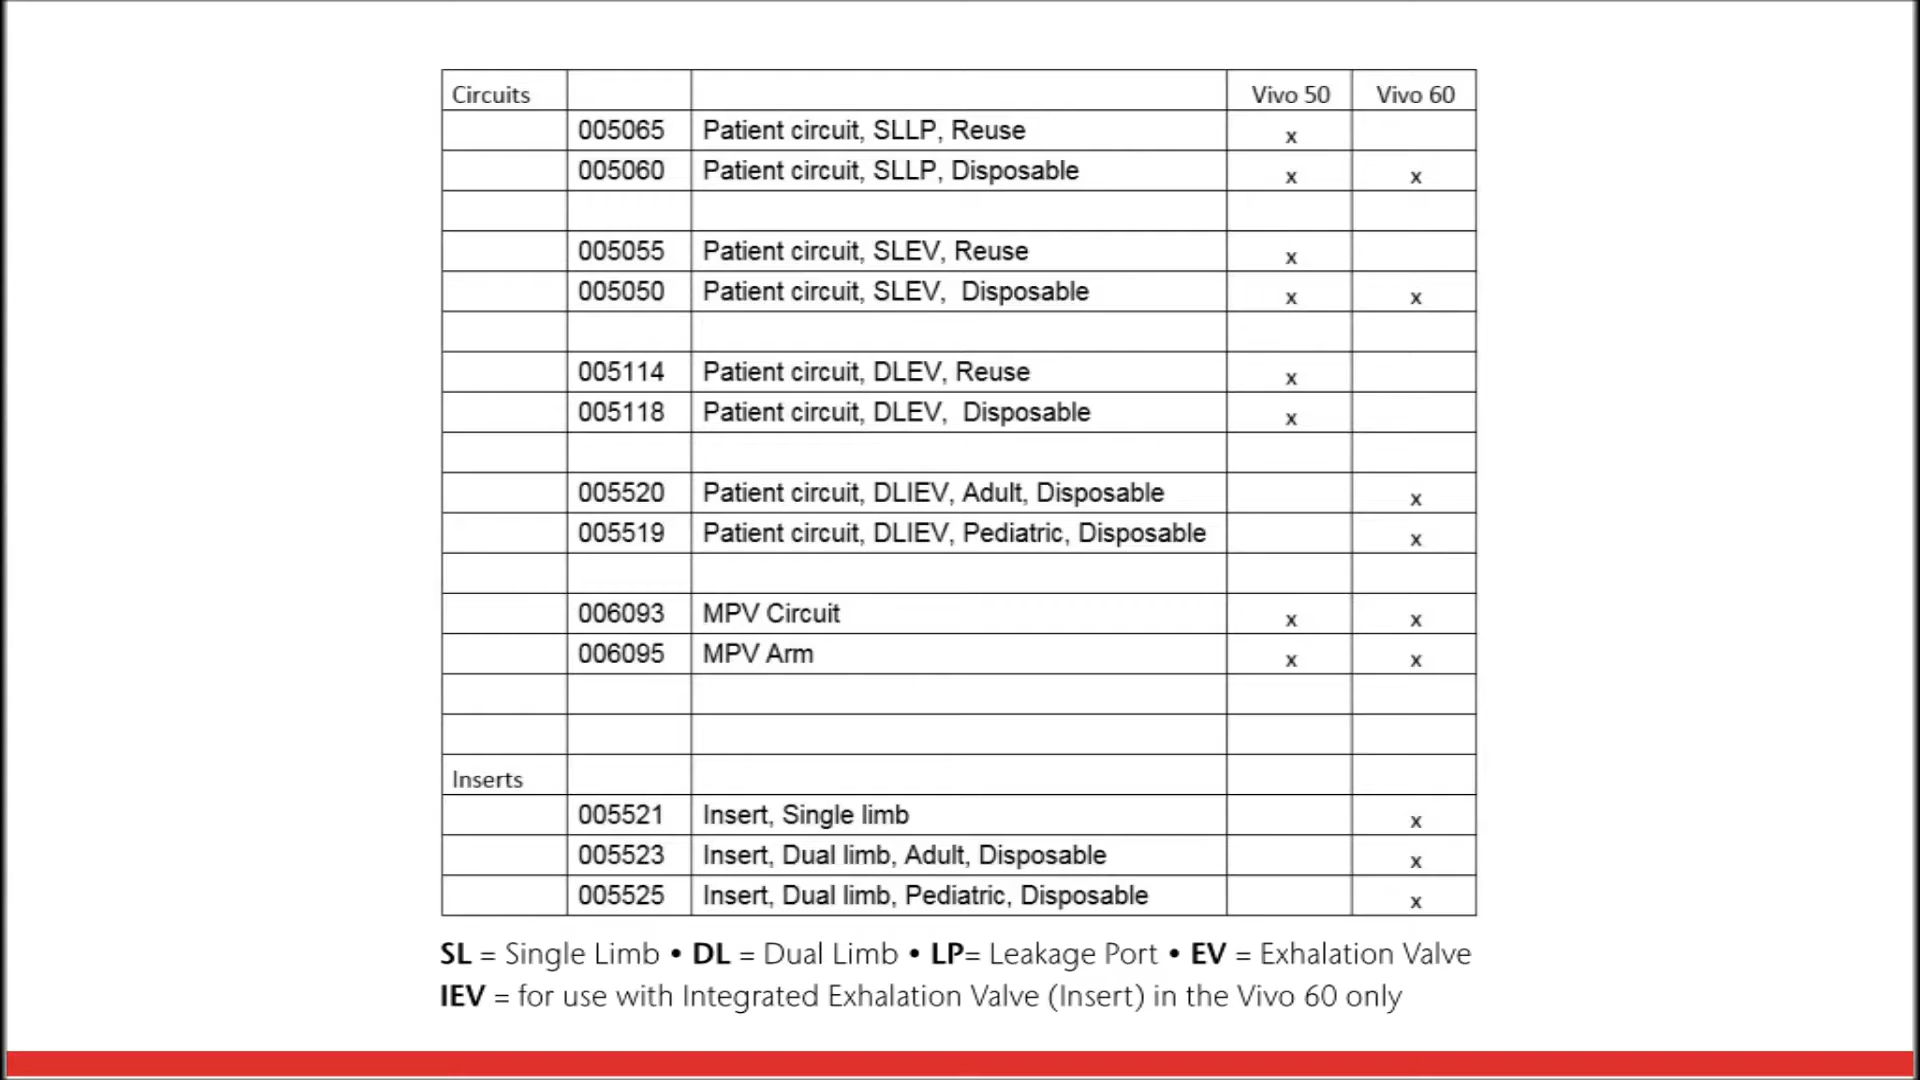 Circuits Vivo 50 Vivo 60
005065 Patient circuit, SLLP, Reuse x
005060 Patient circuit, SLLP, Disposable x x
005055 Patient circuit, SLEV, Reuse x
005050 Patient circuit, SLEV, Disposable x x
005114 Patient circuit, DLEV, Reuse x
005118 Patient circuit, DLEV, Disposable x
005520 Patient circuit, DLIEV, Adult, Disposable x
005519 Patient circuit, DLIEV, Pediatric, Disposable x
006093 MPV Circuit x x
006095 MPV Arm x x
Inserts
005521 Insert, Single limb x
005523 Insert, Dual limb, Adult, Disposable x
005525 Insert, Dual limb, Pediatric, Disposable x
SL = Single Limb • DL = Dual Limb • LP= Leakage Port • EV = Exhalation Valve
IEV = for use with Integrated Exhalation Valve (Insert) in the Vivo 60 only